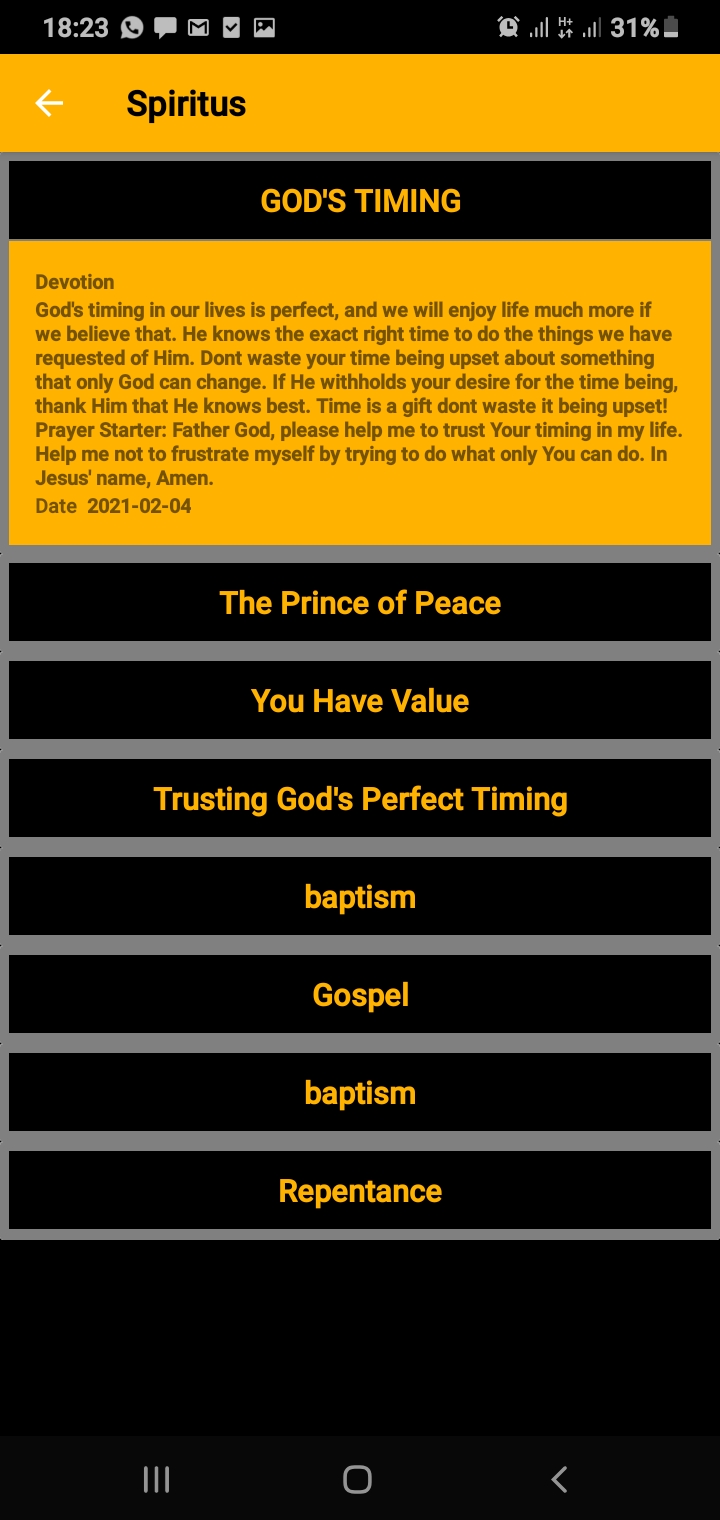 18:23 31%
Spiritus
GOD'S TIMING
Devotion
God's timing in our lives is perfect, and we will enjoy life much more if
we believe that. He knows the exact right time to do the things we have
requested of Him. Dont waste your time being upset about something
that only God can change. If He withholds your desire for the time being,
thank Him that He knows best. Time is a gift dont waste it being upset!
Prayer Starter: Father God, please help me to trust Your timing in my life.
Help me not to frustrate myself by trying to do what only You can do. In
Jesus' name, Amen.
Date 2021-02-04
The Prince of Peace
You Have Value
Trusting God's Perfect Timing
baptism
Gospel
baptism
Repentance